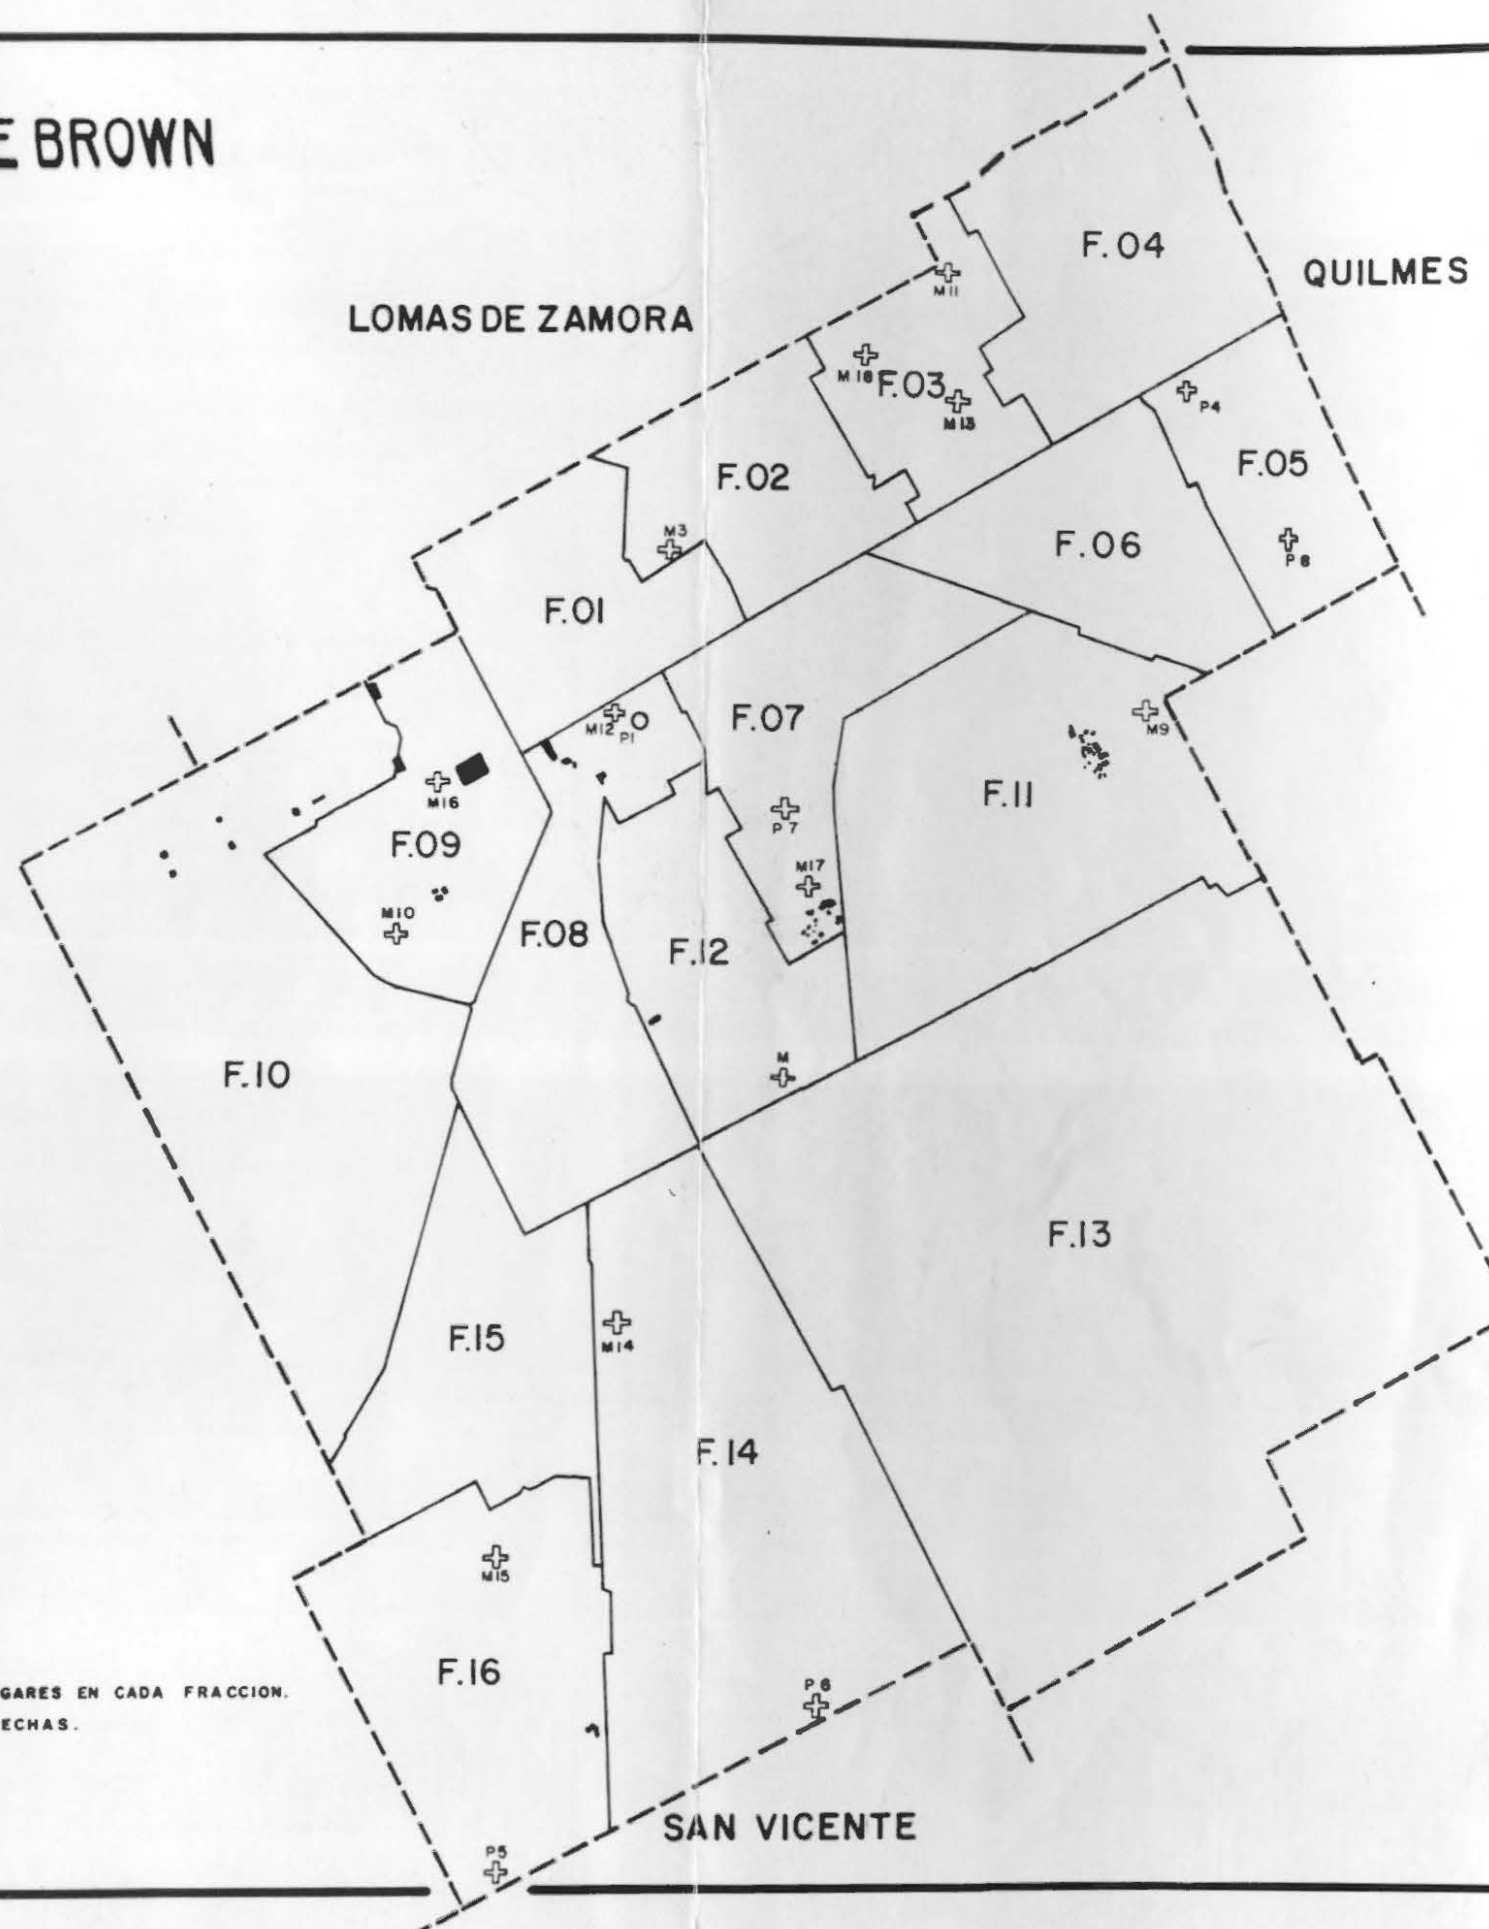 E BROWN
F.04
QUILMES
M11
LOMAS DE ZAMORA
M18
F.03
M13
P4
F.02
F.05
M3
F.06
P8
F.01
M12
P1
F.07
M9
M16
F.11
P7
F.09
M17
M10
F.08
F.12
M
F.10
F.13
F.15
M14
F.14
M15
F.16
P6
GARES EN CADA FRACCION.
ECHAS.
SAN VICENTE
P5